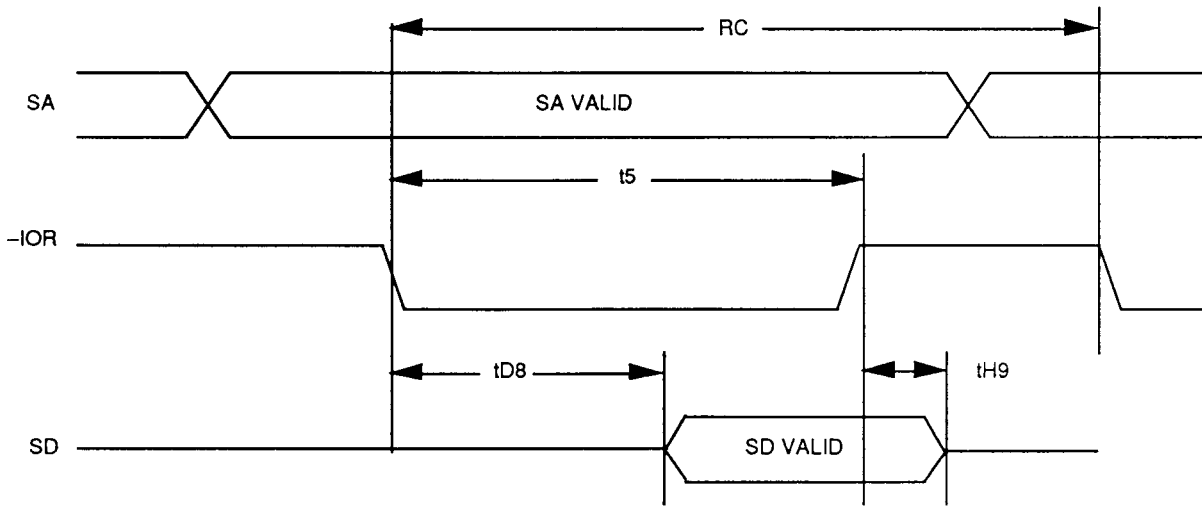 RC
SA
SA VALID
t5
–IOR
tD8
tH9
SD
SD VALID